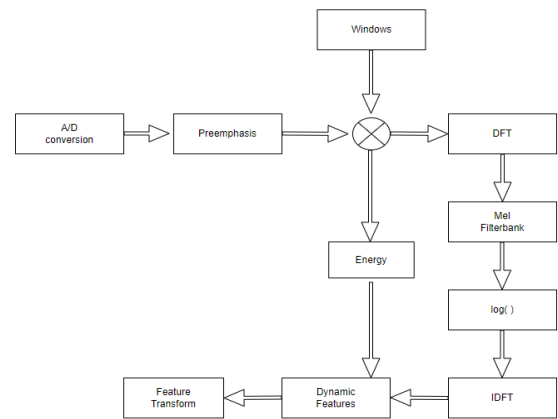 Windows
A/D
conversion
Preemphasis
DFT
Mel
Filterbank
Energy
log( )
Feature
Transform
Dynamic
Features
IDFT